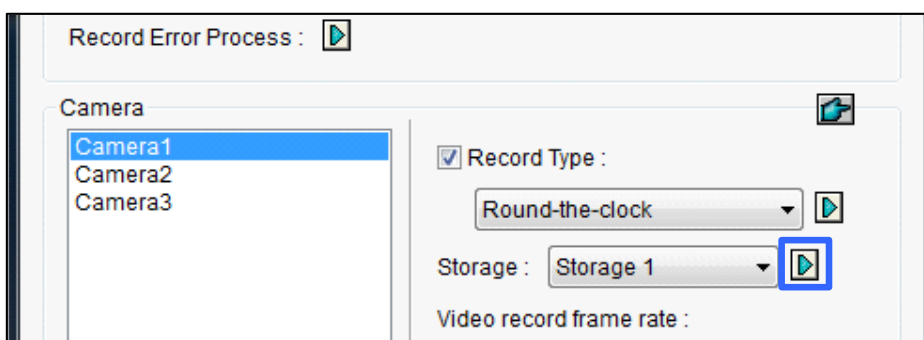 Record Error Process :
Camera
Camera1
Camera2
Camera3
Record Type :
Round-the-clock
Storage : Storage 1
Video record frame rate :